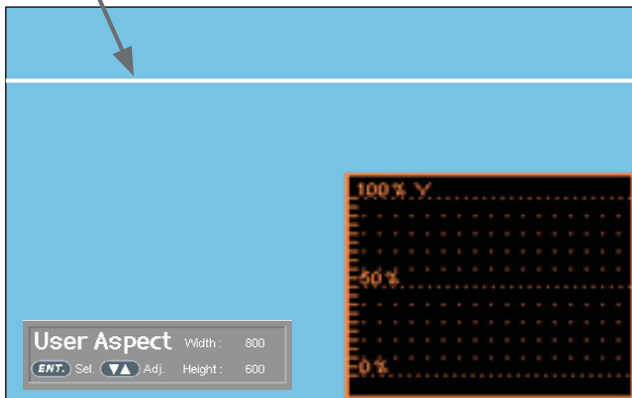 100% Y
50%
0%
User Aspect Width: 800
ENT. Sel. ▼▲ Adj. Height: 600